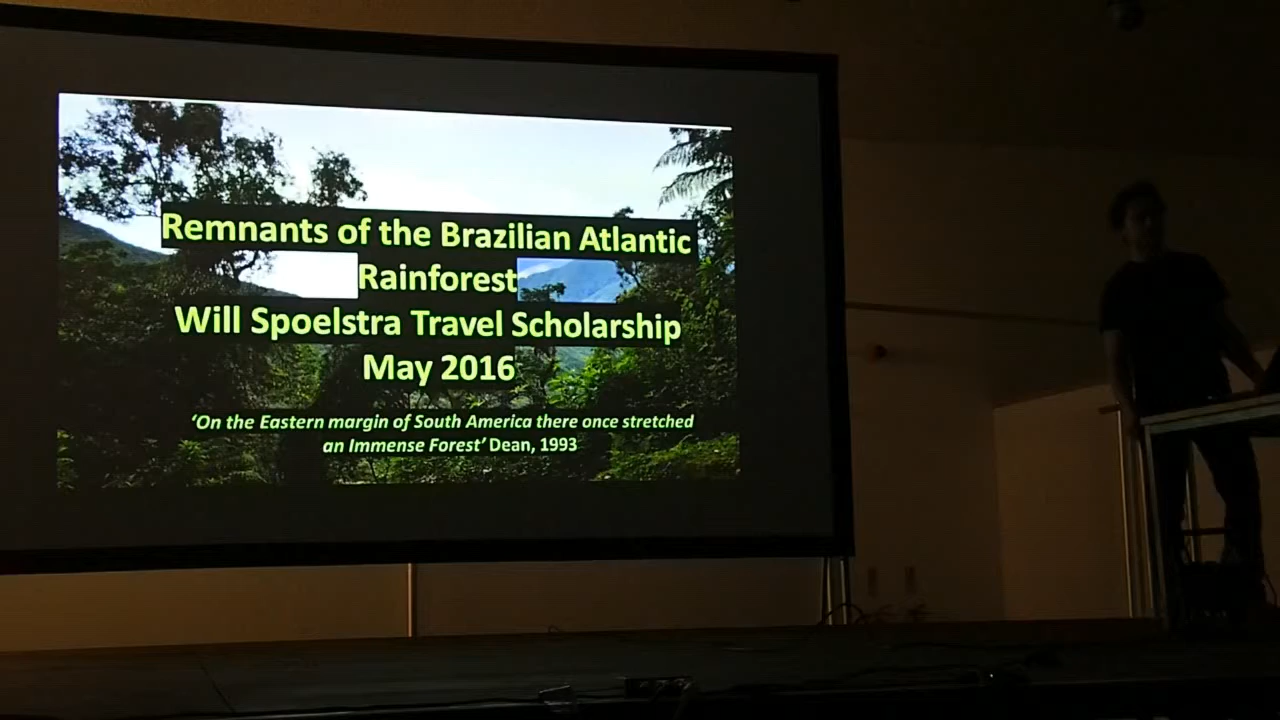 Remnants of the Brazilian Atlantic
Rainforest
Will Spoelstra Travel Scholarship
May 2016
‘On the Eastern margin of South America there once stretched
an Immense Forest’ Dean, 1993